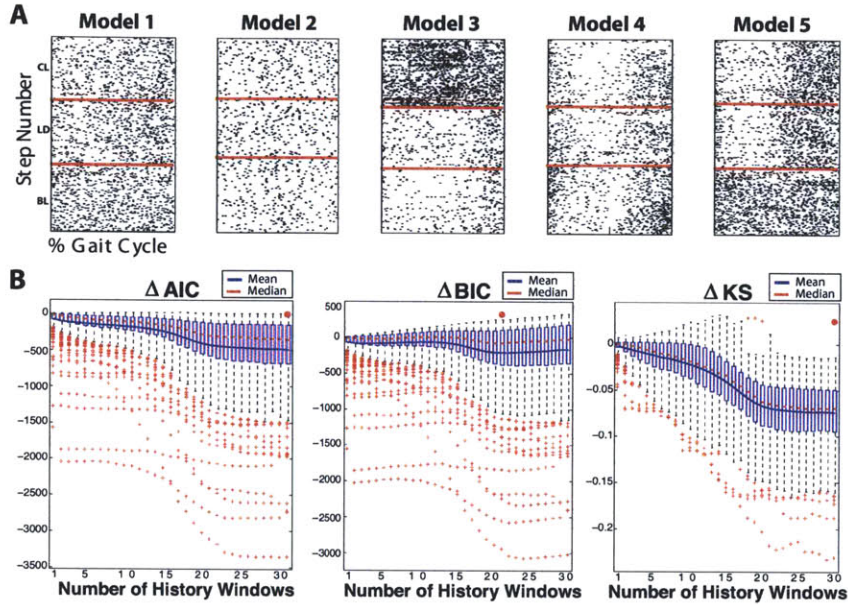 A
Model 1 Model 2 Model 3 Model 4 Model 5
Step Number
CL
LD
BL
% Gait Cycle
B
Δ AIC
Mean
Median
0
-500
-1000
-1500
-2000
-2500
-3000
-3500
1 5 1 0 15 20 25 30
Number of History Windows
Δ BIC
Mean
Median
500
0
-500
-1000
-1500
-2000
-2500
-3000
1 5 1 0 15 20 25 30
Number of History Windows
Δ KS
Mean
Median
0
-0.05
-0.1
-0.15
-0.2
1 5 10 15 20 25 30
Number of History Windows